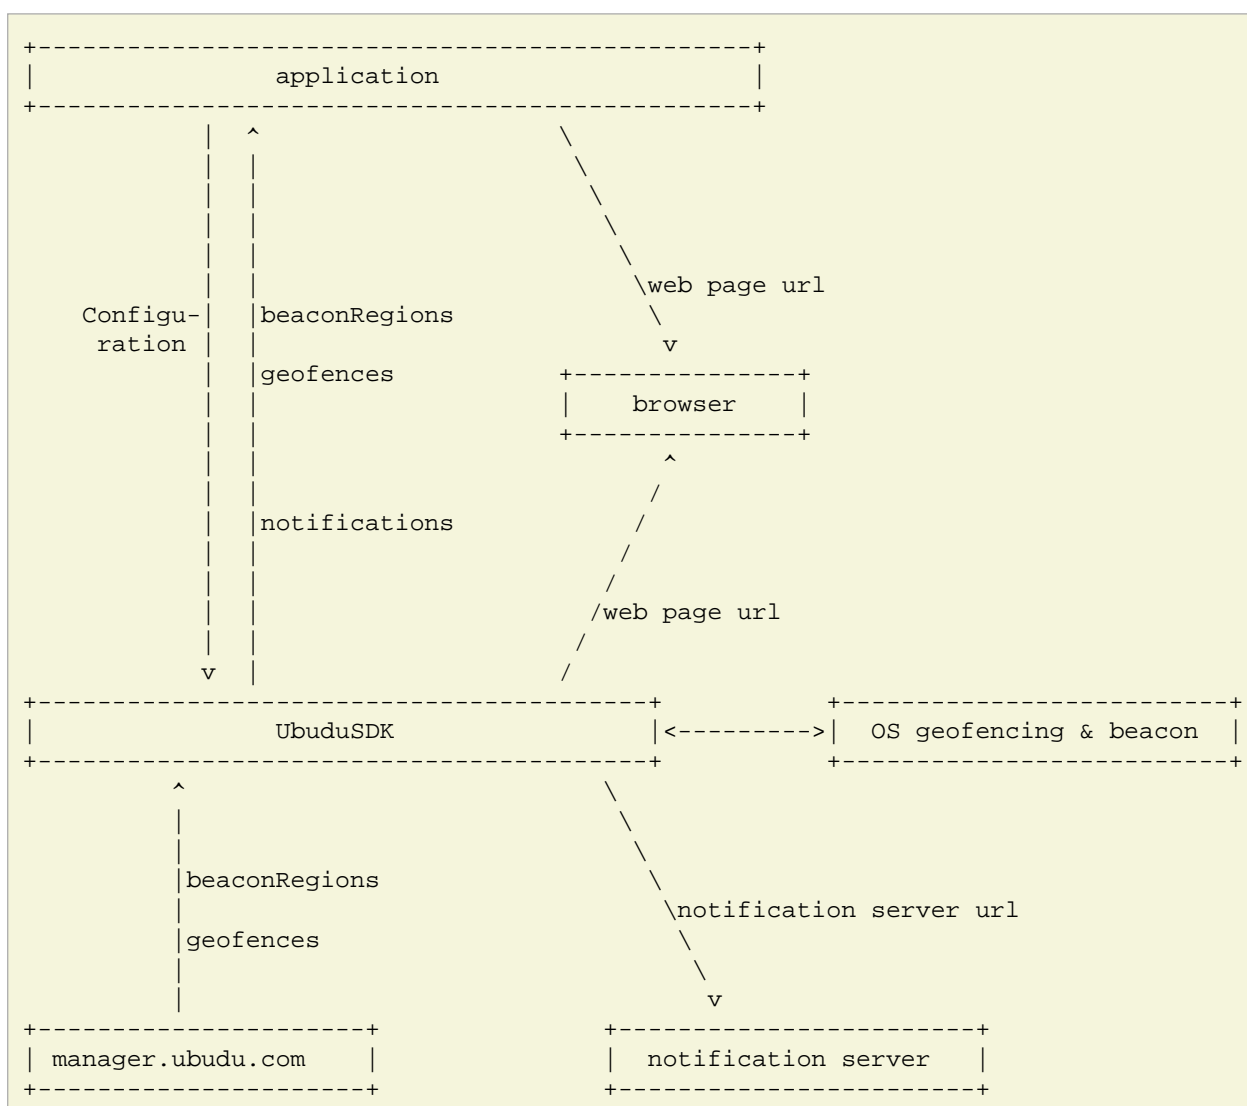 application
web page url
Configu- beaconRegions
ration
geofences
browser
notifications
web page url
UbuduSDK <---------> OS geofencing & beacon
beaconRegions
notification server url
geofences
manager.ubudu.com notification server